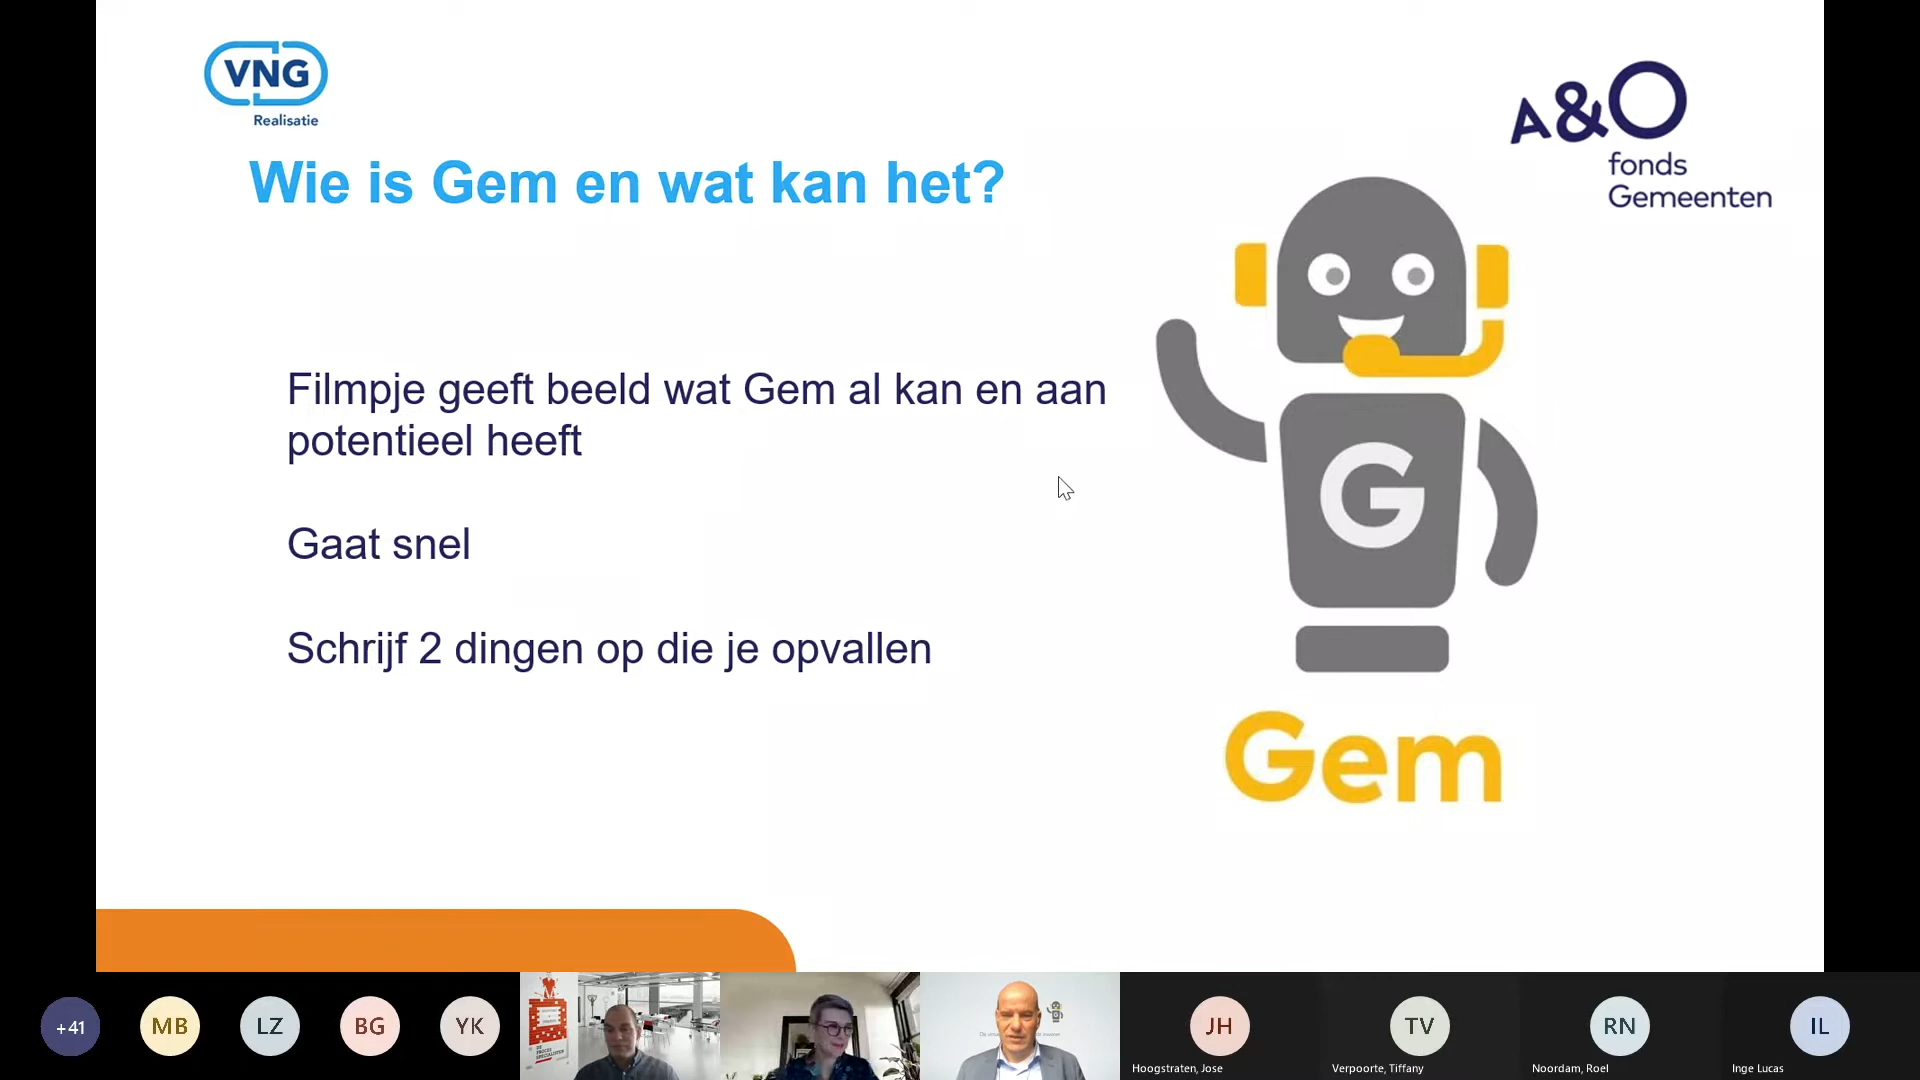 VNG
Realisatie
A&O
fonds
Gemeenten
Wie is Gem en wat kan het?
Filmpje geeft beeld wat Gem al kan en aan
potentieel heeft
Gaat snel
Schrijf 2 dingen op die je opvallen
G
Gem
+41
MB
LZ
BG
YK
JH
TV
RN
IL
Hoogstraten, Jose
Verpoorte, Tiffany
Noordam, Roel
Inge Lucas